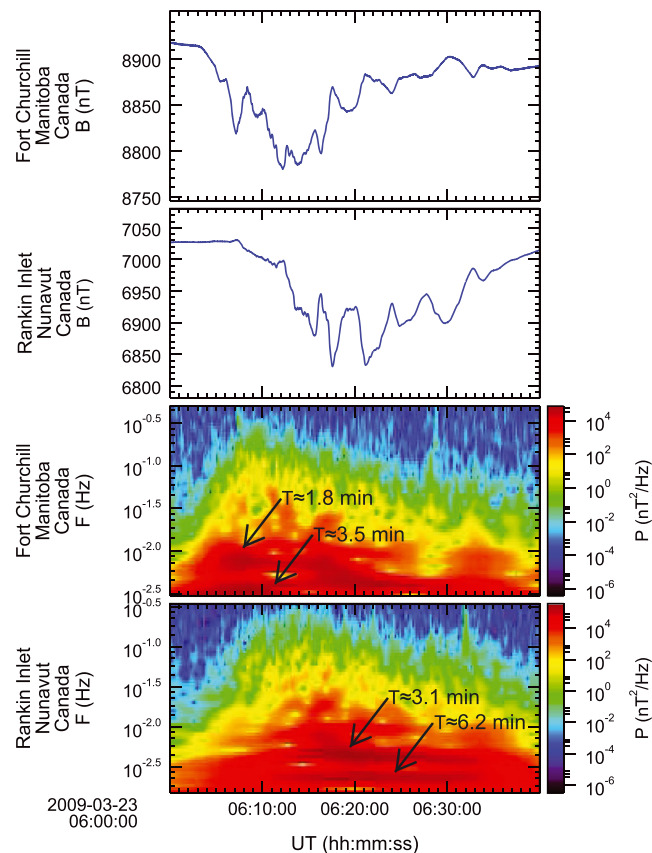 Fort Churchill
Manitoba
Canada
B (nT)
8900
8850
8800
8750
Rankin Inlet
Nunavut
Canada
B (nT)
7050
7000
6950
6900
6850
6800
Fort Churchill
Manitoba
Canada
F (Hz)
10^-0.5
10^-1.0
10^-1.5
10^-2.0
10^-2.5
T≈1.8 min
T≈3.5 min
10^4
10^2
10^0
10^-2
10^-4
10^-6
P (nT^2/Hz)
Rankin Inlet
Nunavut
Canada
F (Hz)
10^-0.5
10^-1.0
10^-1.5
10^-2.0
10^-2.5
T≈3.1 min
T≈6.2 min
10^4
10^2
10^0
10^-2
10^-4
10^-6
P (nT^2/Hz)
2009-03-23
06:00:00
06:10:00
06:20:00
06:30:00
UT (hh:mm:ss)